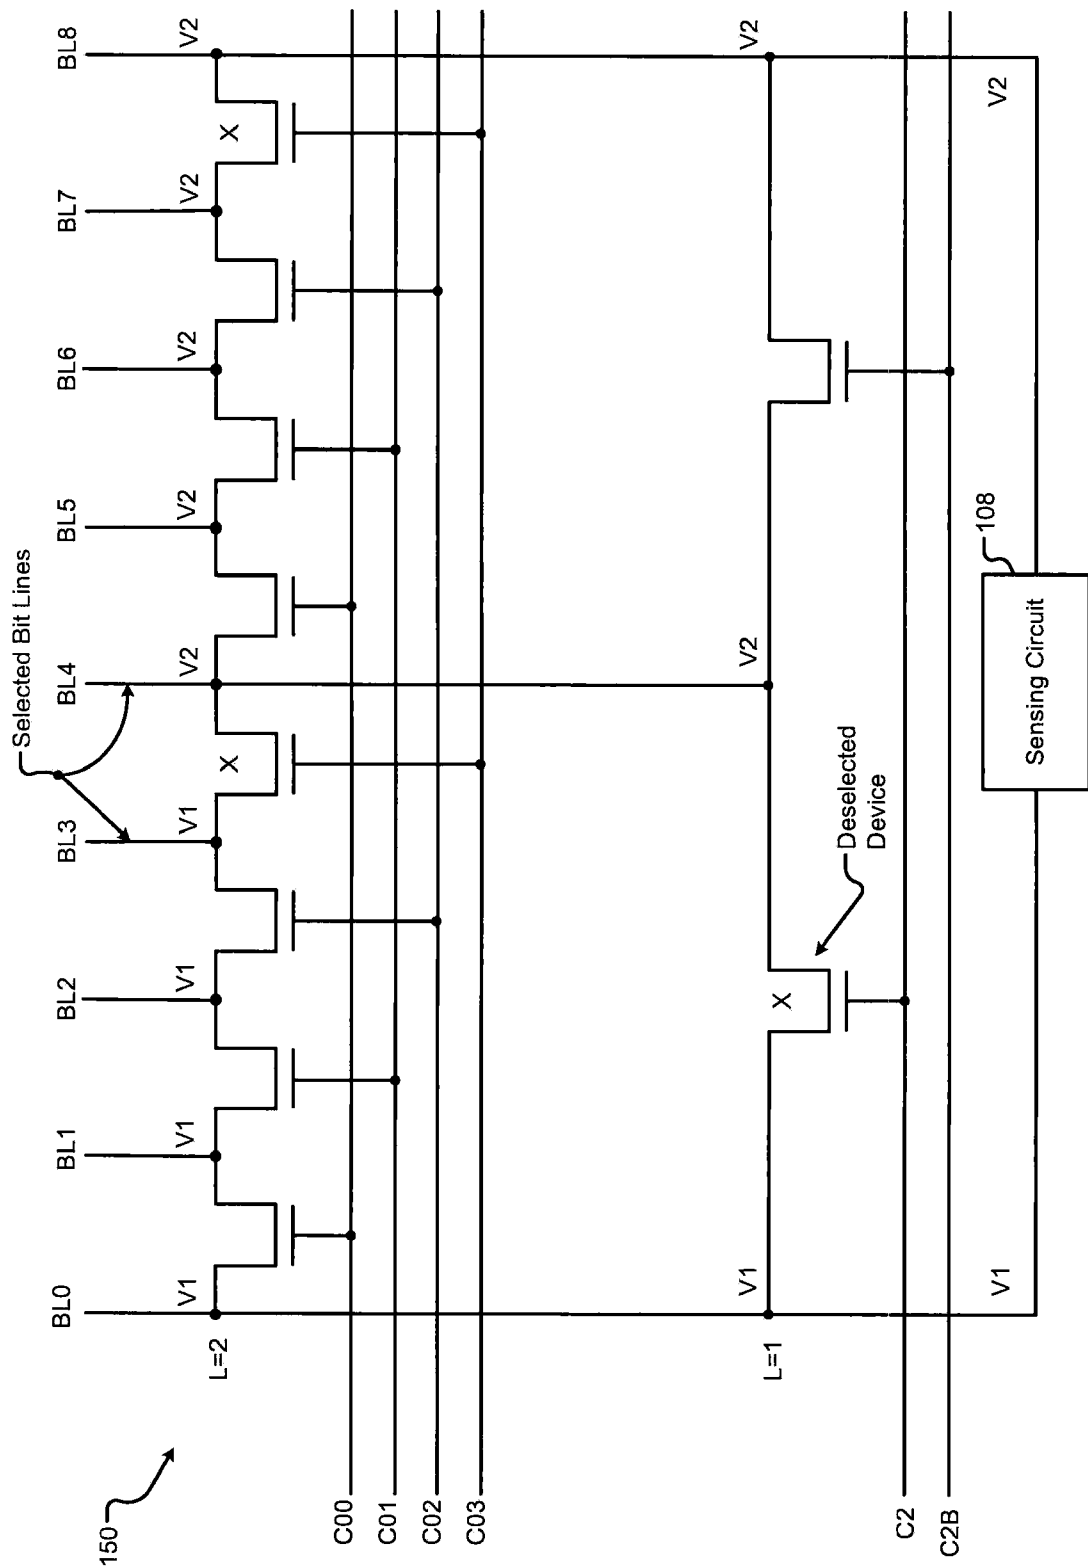 150
Selected Bit Lines
BL0
BL1
BL2
BL3
BL4
BL5
BL6
BL7
BL8
V1
V1
V1
V1
V2
V2
V2
V2
V2
L=2
X
X
C00
C01
C02
C03
L=1
V1
V2
V2
X
Deselected
Device
C2
C2B
V1
V2
108
Sensing Circuit